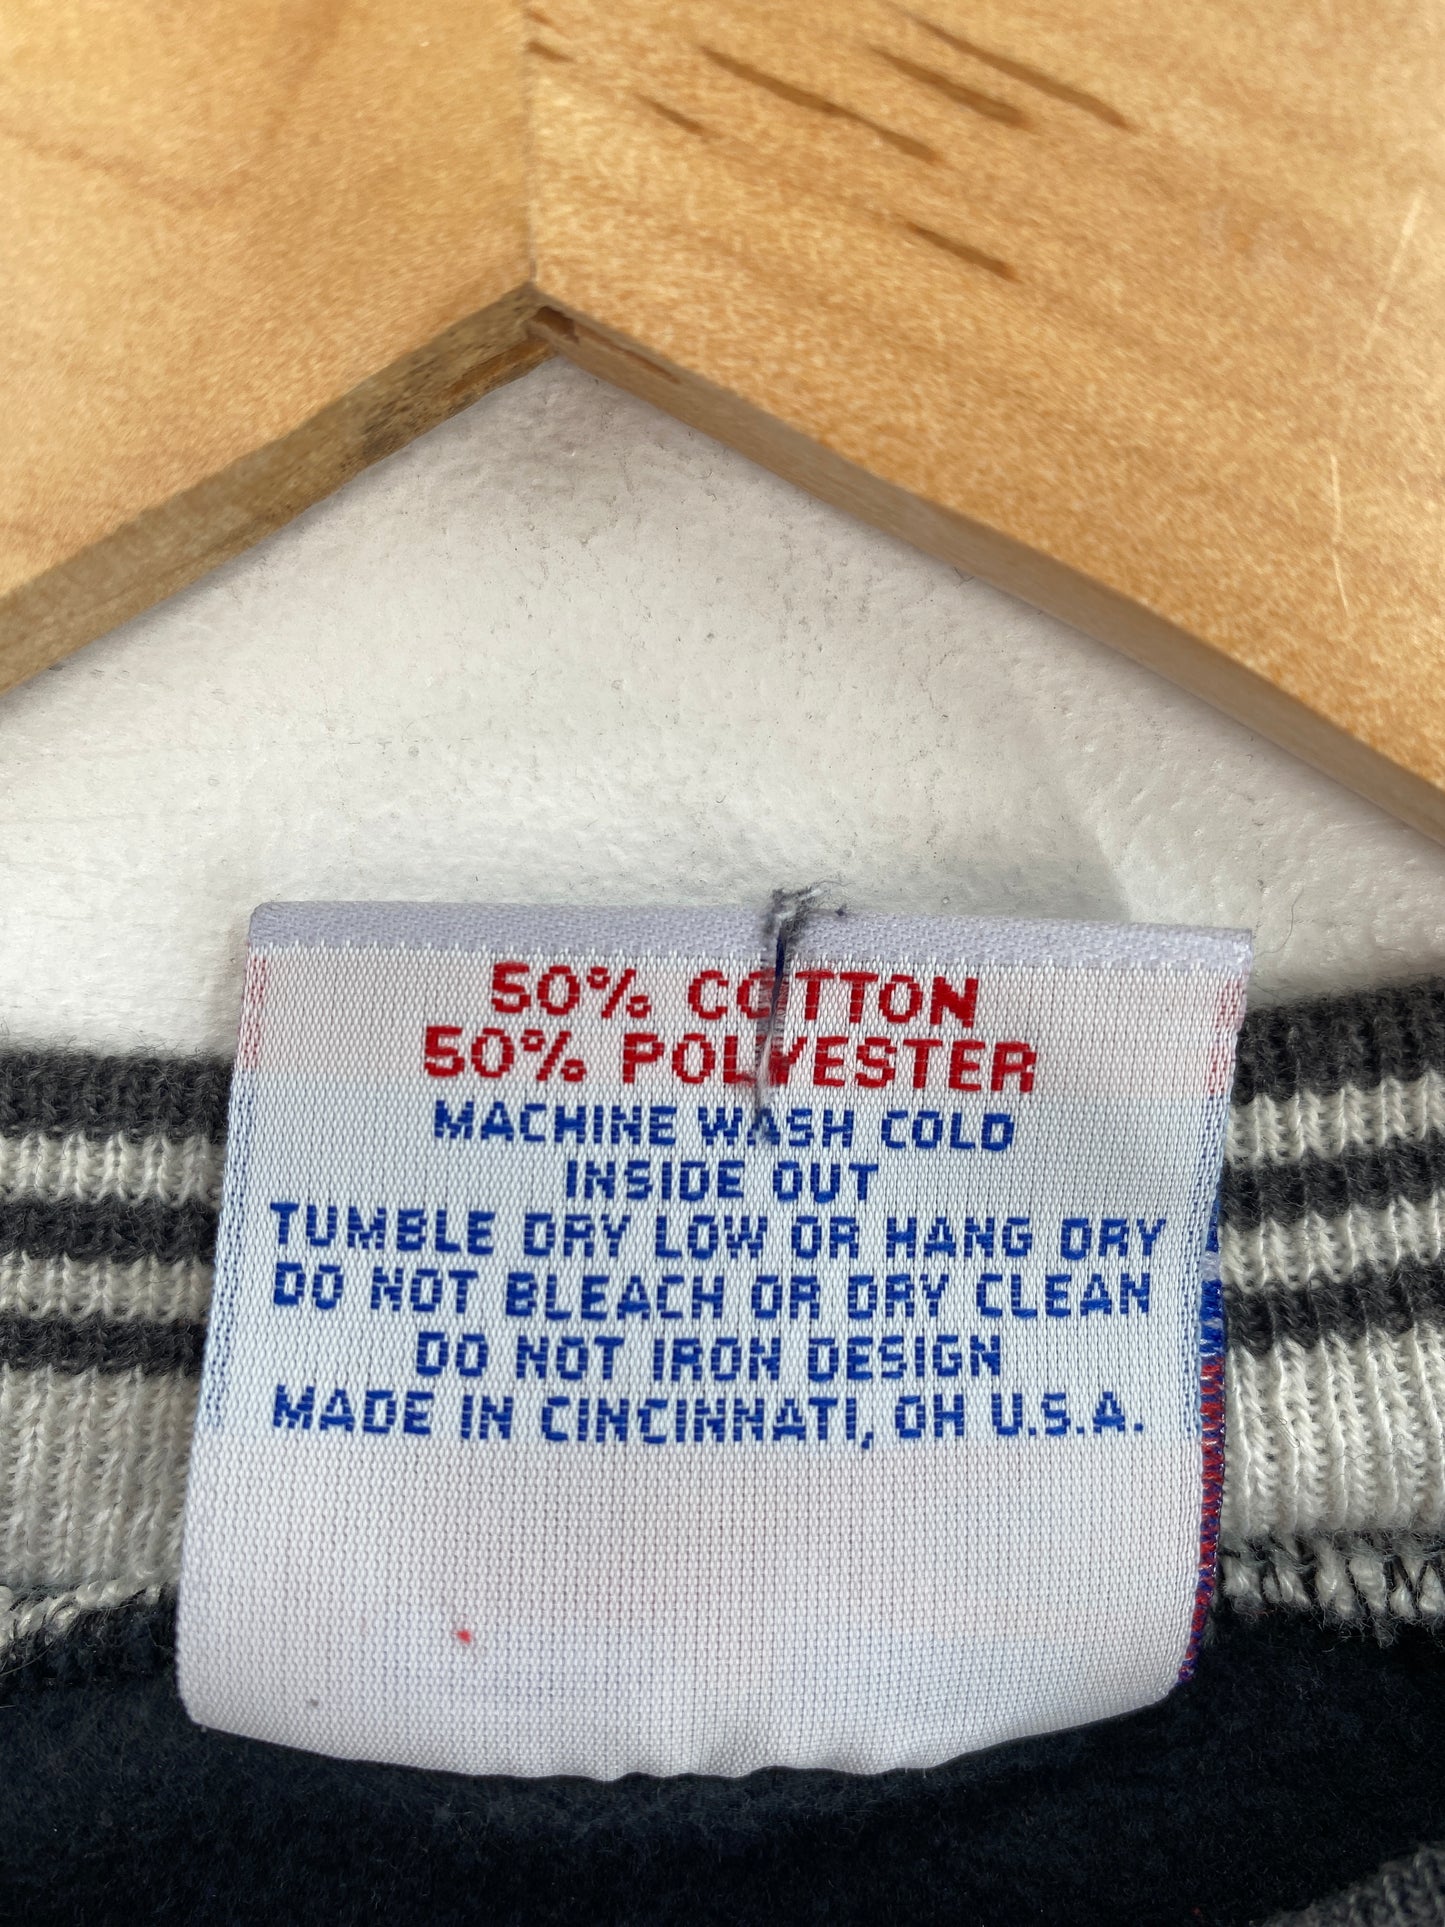 50% COTTON
50% POLYESTER
MACHINE WASH COLD
INSIDE OUT
TUMBLE DRY LOW OR HANG DRY
DO NOT BLEACH OR DRY CLEAN
DO NOT IRON DESIGN
MADE IN CINCINNATI, OH U.S.A.